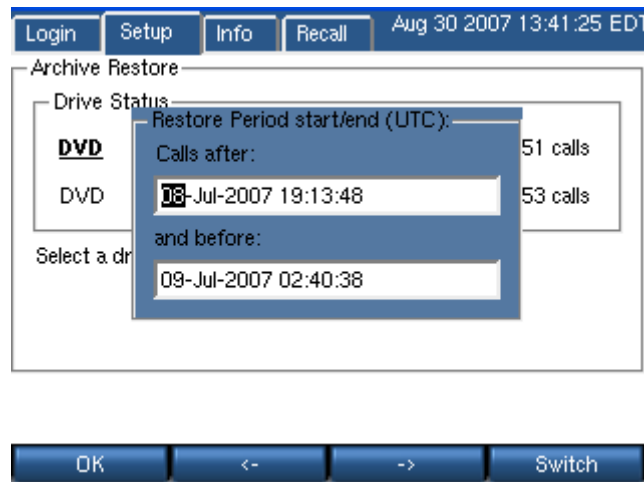 Login Setup Info Recall Aug 30 2007 13:41:25 EDT
Archive Restore
Drive Status
Restore Period start/end (UTC):
DVD Calls after: 51 calls
DVD 08-Jul-2007 19:13:48 53 calls
and before:
Select a dr
09-Jul-2007 02:40:38
OK <- -> Switch